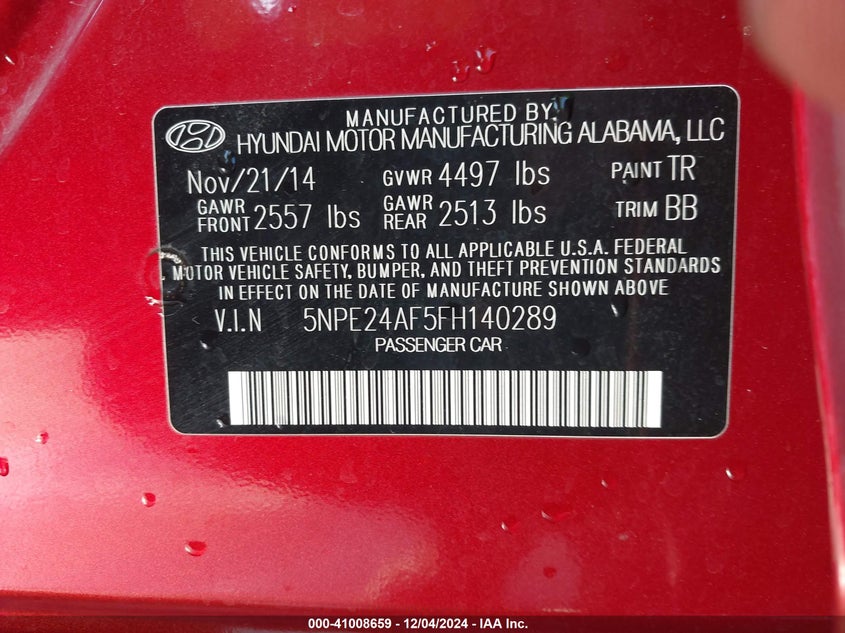 MANUFACTURED BY
HYUNDAI MOTOR MANUFACTURING ALABAMA, LLC
Nov/21/14 GVWR 4497 lbs PAINT TR
GAWR FRONT 2557 lbs GAWR REAR 2513 lbs TRIM BB
THIS VEHICLE CONFORMS TO ALL APPLICABLE U.S.A. FEDERAL
MOTOR VEHICLE SAFETY, BUMPER, AND THEFT PREVENTION STANDARDS
IN EFFECT ON THE DATE OF MANUFACTURE SHOWN ABOVE
V.I.N 5NPE24AF5FH140289
PASSENGER CAR
000-41008659 - 12/04/2024 - IAA Inc.